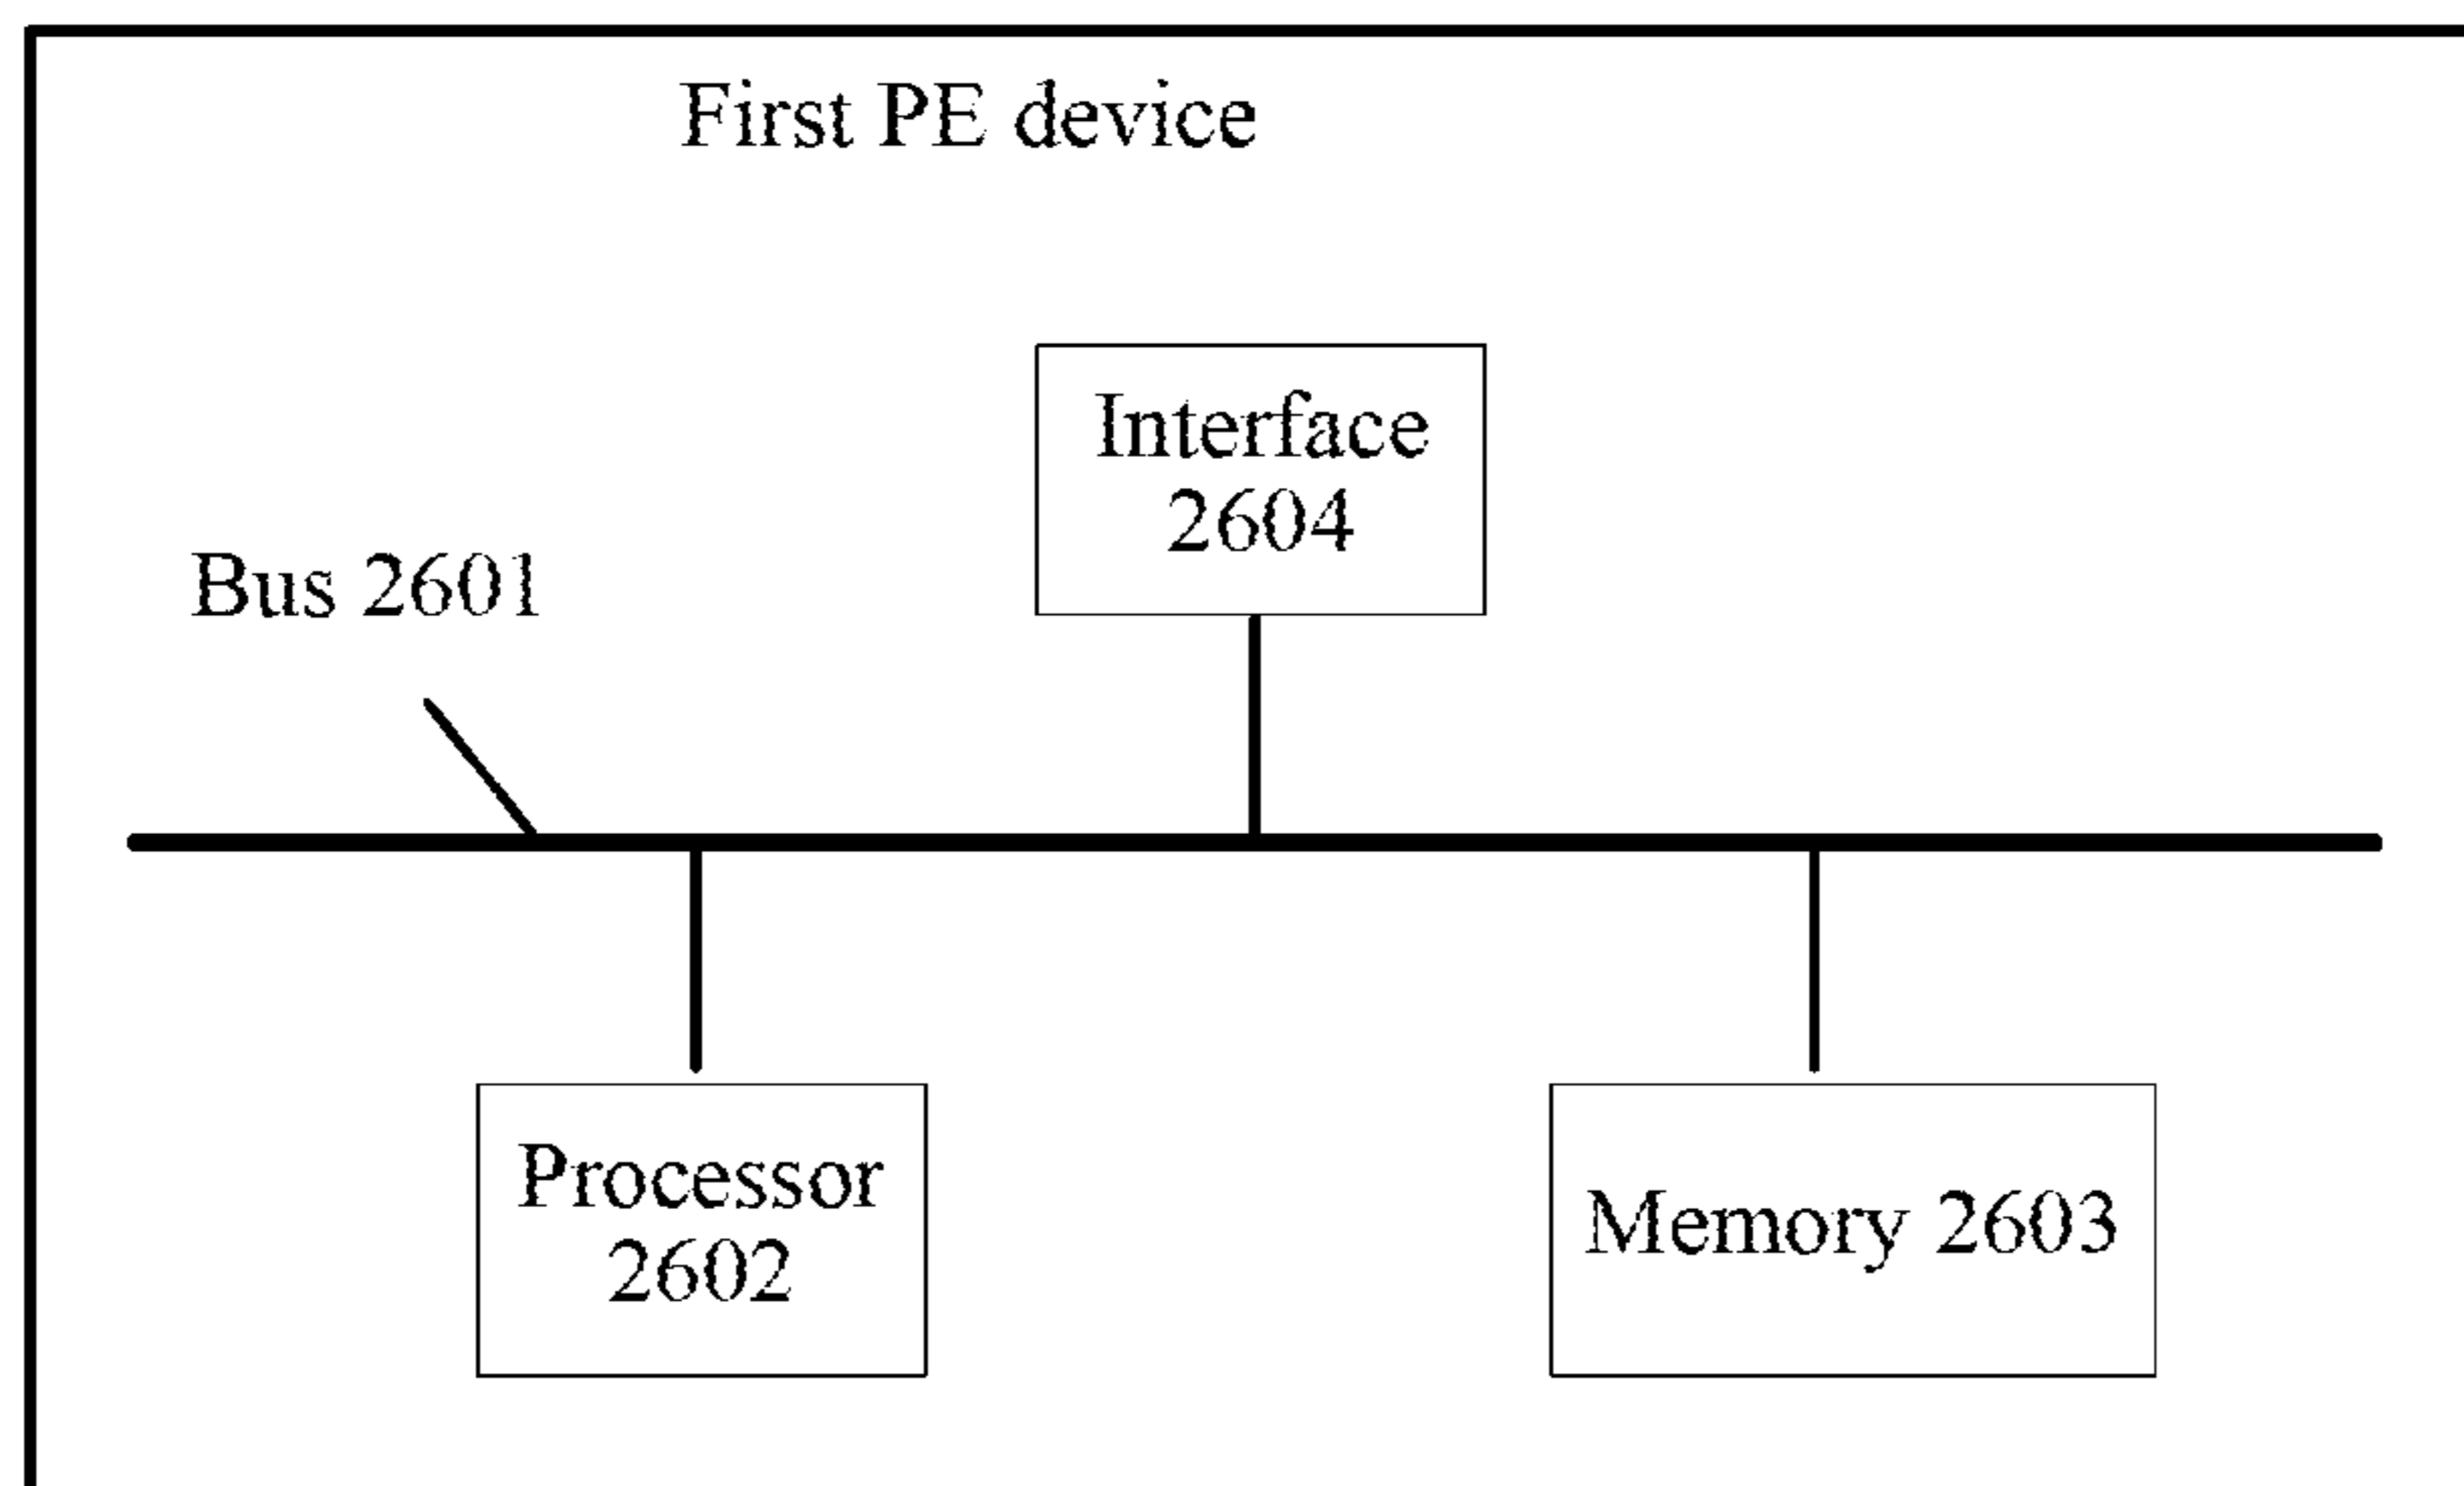 First PE device
Interface
2604
Bus 2601
Processor
2602
Memory 2603